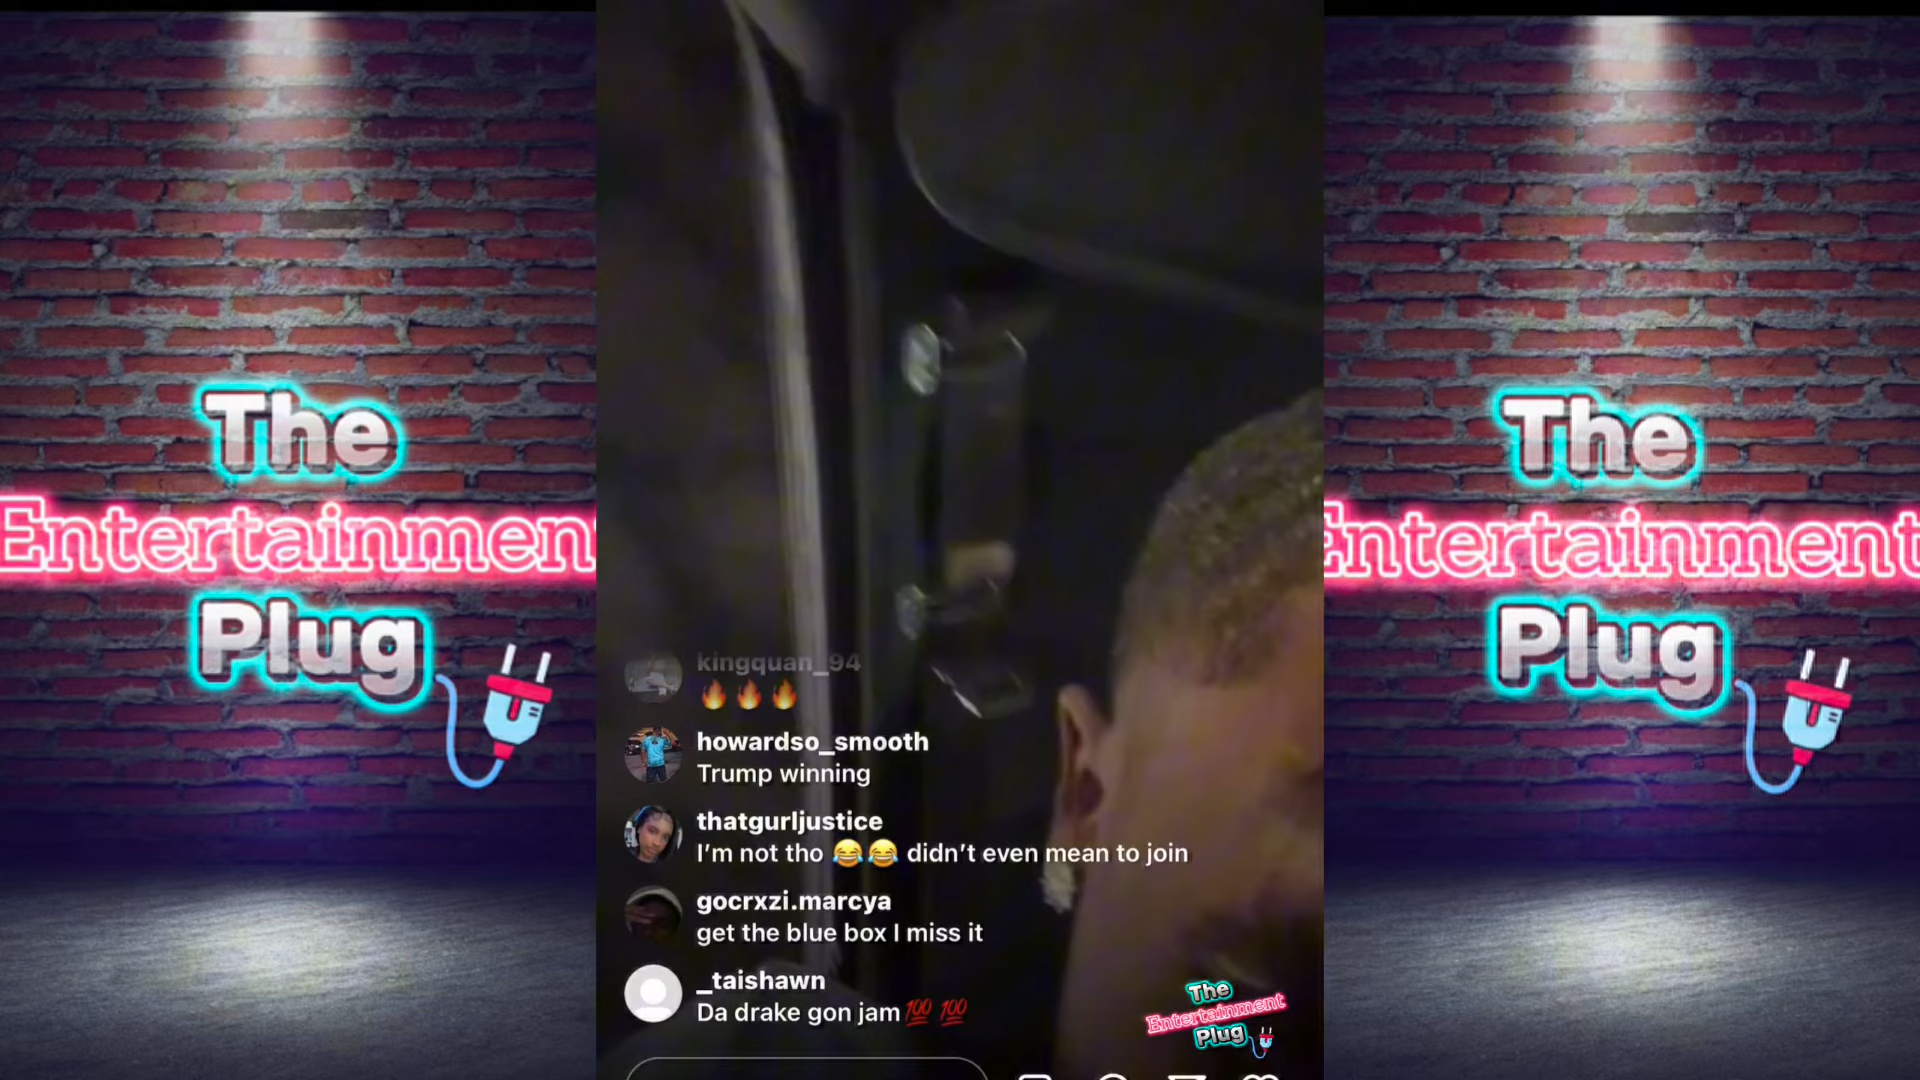 The
Entertainmen
Plug
kingquan_94
🔥🔥🔥
howardso_smooth
Trump winning
thatgurljustice
I'm not tho 😂😂 didn't even mean to join
gocrxzi.marcya
get the blue box I miss it
_taishawn
Da drake gon jam💯💯
The
Entertainment
Plug
The
Entertainment
Plug